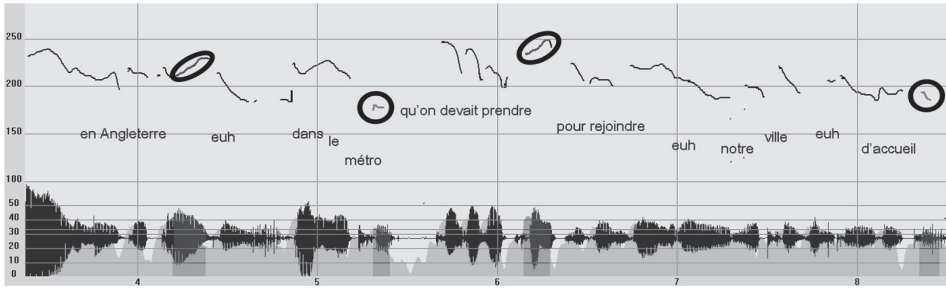 250
200
150
100
50
40
30
20
10
0
en Angleterre
euh
dans
le
métro
qu'on devait prendre
pour rejoindre
euh
notre
ville
euh
d'accueil
4
5
6
7
8